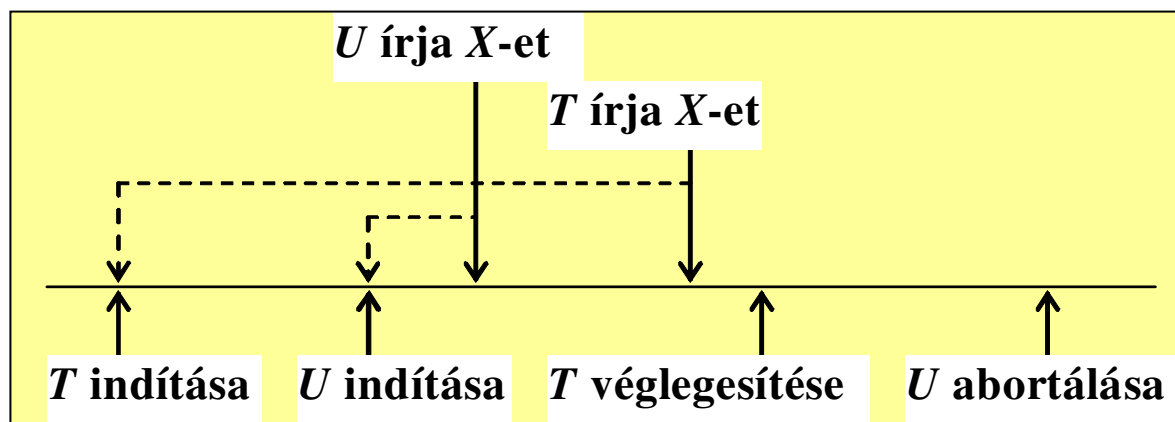 U írja X-et
T írja X-et
T indítása
U indítása
T véglegesítése
U abortálása